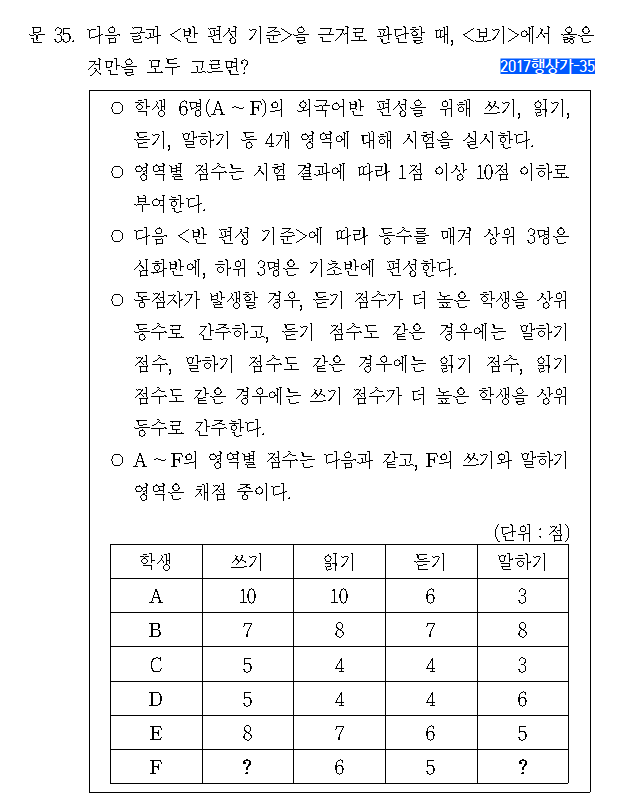 문 35. 다음 글과 <반 편성 기준>을 근거로 판단할 때, <보기>에서 옳은
것만을 모두 고르면?
2017행상가-35
○ 학생 6명(A ~ F)의 외국어반 편성을 위해 쓰기, 읽기,
듣기, 말하기 등 4개 영역에 대해 시험을 실시한다.
○ 영역별 점수는 시험 결과에 따라 1점 이상 10점 이하로
부여한다.
○ 다음 <반 편성 기준>에 따라 등수를 매겨 상위 3명은
심화반에, 하위 3명은 기초반에 편성한다.
○ 동점자가 발생할 경우, 듣기 점수가 더 높은 학생을 상위
등수로 간주하고, 듣기 점수도 같은 경우에는 말하기
점수, 말하기 점수도 같은 경우에는 읽기 점수, 읽기
점수도 같은 경우에는 쓰기 점수가 더 높은 학생을 상위
등수로 간주한다.
○ A ~ F의 영역별 점수는 다음과 같고, F의 쓰기와 말하기
영역은 채점 중이다.
(단위 : 점)
학생 쓰기 읽기 듣기 말하기
A 10 10 6 3
B 7 8 7 8
C 5 4 4 3
D 5 4 4 6
E 8 7 6 5
F ? 6 5 ?